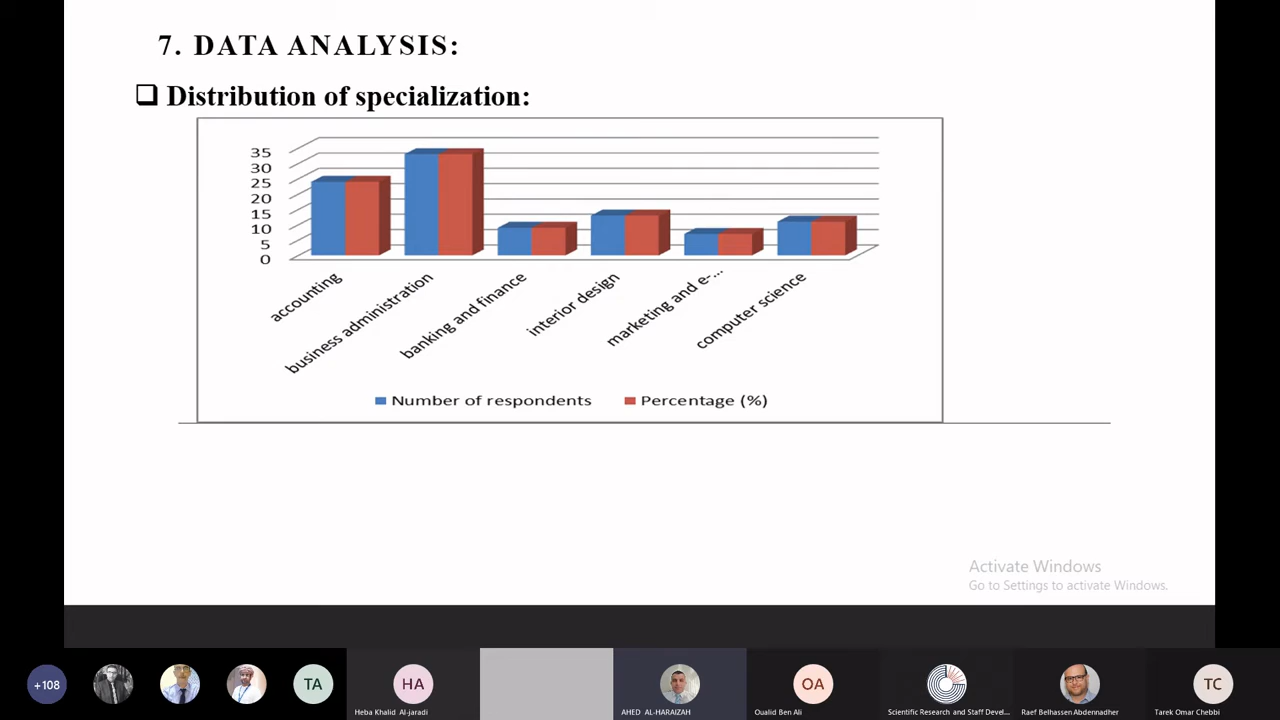 7. DATA ANALYSIS:
❑ Distribution of specialization:
35
30
25
20
15
10
5
0
accounting
business administration
banking and finance
interior design
marketing and e-...
computer science
Number of respondents
Percentage (%)
Activate Windows
Go to Settings to activate Windows.
+108
TA
HA
OA
TC
Heba Khalid Al-jaradi
AHED AL-HARAIZAH
Oualid Ben Ali
Scientific Research and Staff Devel...
Raef Belhassen Abdennadher
Tarek Omar Chebbi